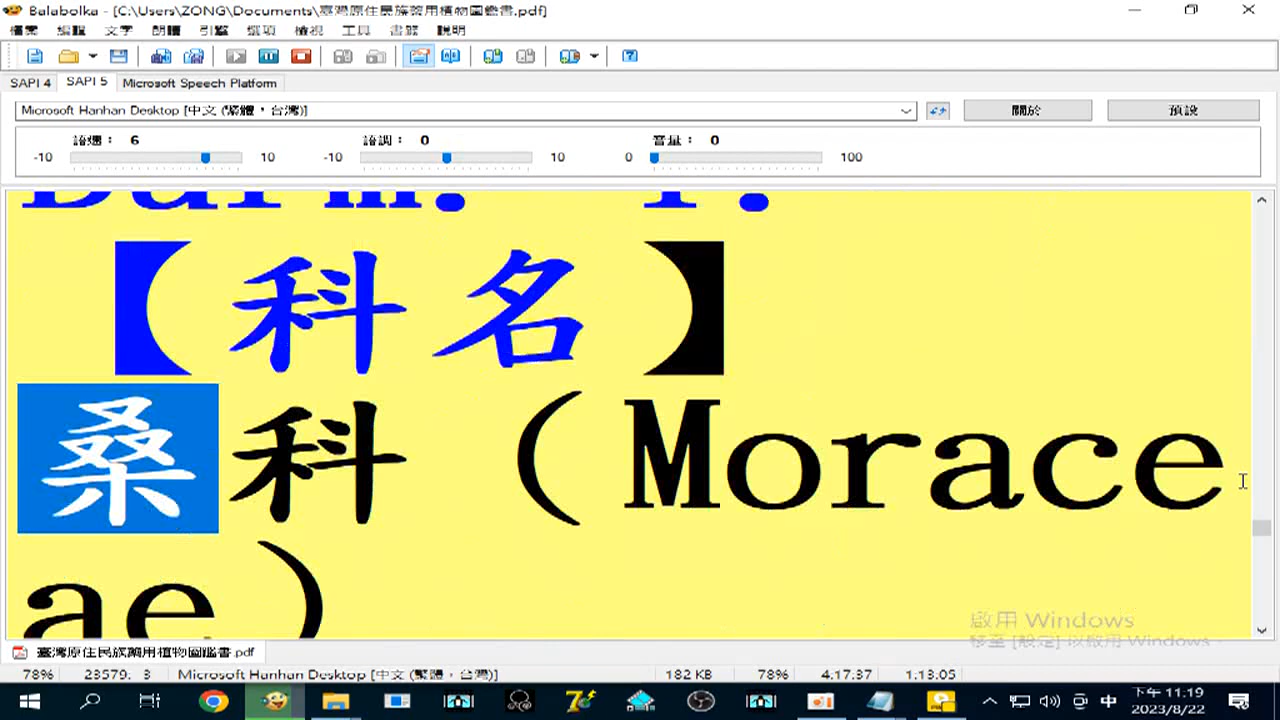 Balabolka - [C:\Users\ZONG\Documents\臺灣原住民族藥用植物圖鑑書.pdf]
檔案 編輯 文字 朗讀 引擎 選項 檢視 工具 書籤 說明
SAPI 4 SAPI 5 Microsoft Speech Platform
Microsoft Hanhan Desktop [中文 (繁體，台灣)] 關於 預設
語速： 6 語調： 0 音量： 0
-10 10 -10 10 0 100
Burm. f.
【科名】
桑科（Morace
ae）
啟用 Windows
移至 [設定] 以啟用 Windows。
臺灣原住民族藥用植物圖鑑書.pdf
78% 23579: 3 Microsoft Hanhan Desktop [中文 (繁體，台灣)] 182 KB 78% 4:17:37 1:13:05
中 下午 11:19
2023/8/22